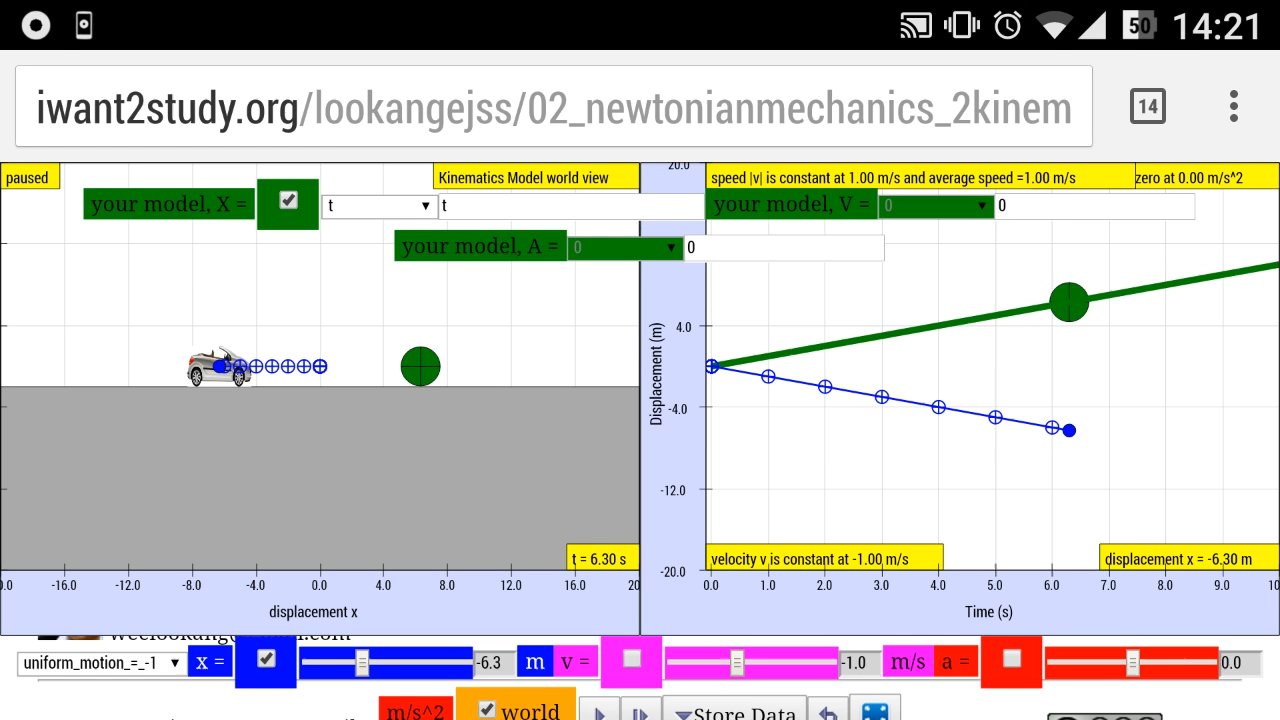 50 14:21
iwant2study.org/lookangejss/02_newtonianmechanics_2kinem
14
paused
Kinematics Model world view
20.0
speed |v| is constant at 1.00 m/s and average speed =1.00 m/s
zero at 0.00 m/s^2
your model, X =
t
t
your model, V =
0
0
your model, A =
0
0
Displacement (m)
4.0
-4.0
-12.0
-20.0
t = 6.30 s
velocity v is constant at -1.00 m/s
displacement x = -6.30 m
0.0 -16.0 -12.0 -8.0 -4.0 0.0 4.0 8.0 12.0 16.0 20
0.0 1.0 2.0 3.0 4.0 5.0 6.0 7.0 8.0 9.0 10
displacement x
Time (s)
uniform_motion_=_-1
x =
-6.3
m
v =
-1.0
m/s
a =
0.0
m/s^2
world
Store Data